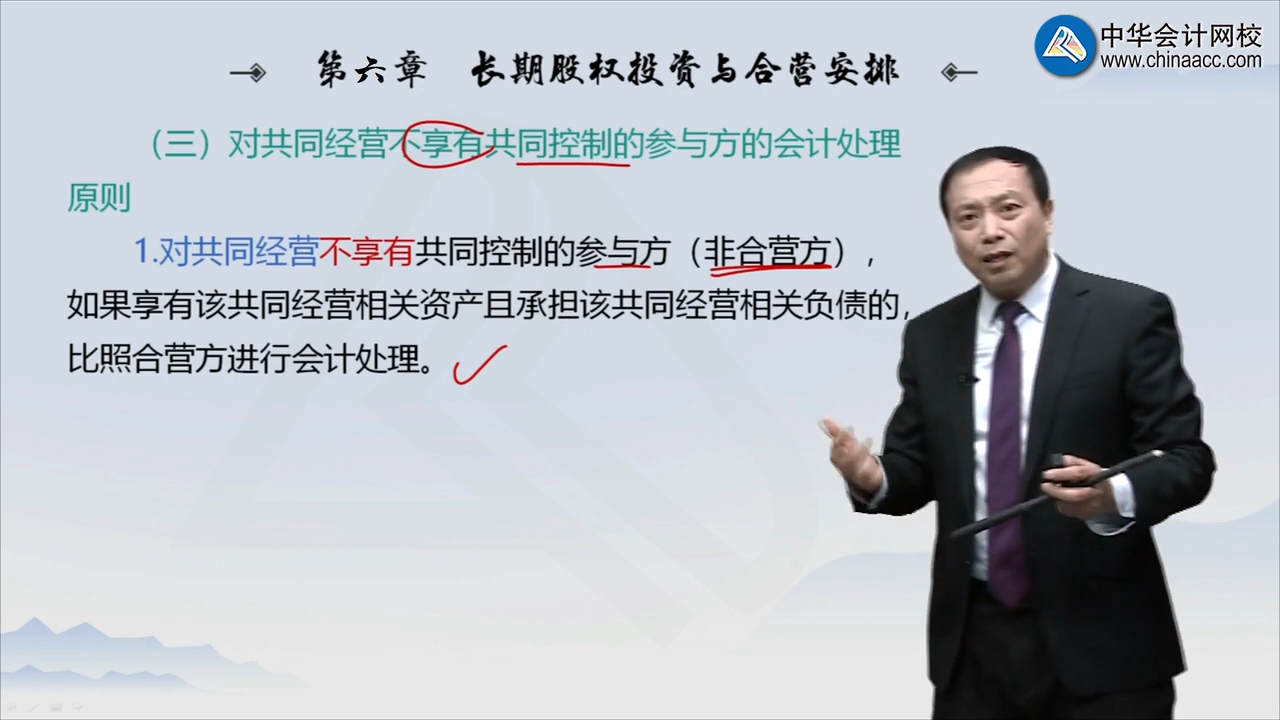 中华会计网校
www.chinaacc.com
第六章 长期股权投资与合营安排
（三）对共同经营不享有共同控制的参与方的会计处理
原则
1.对共同经营不享有共同控制的参与方（非合营方），
如果享有该共同经营相关资产且承担该共同经营相关负债的，
比照合营方进行会计处理。